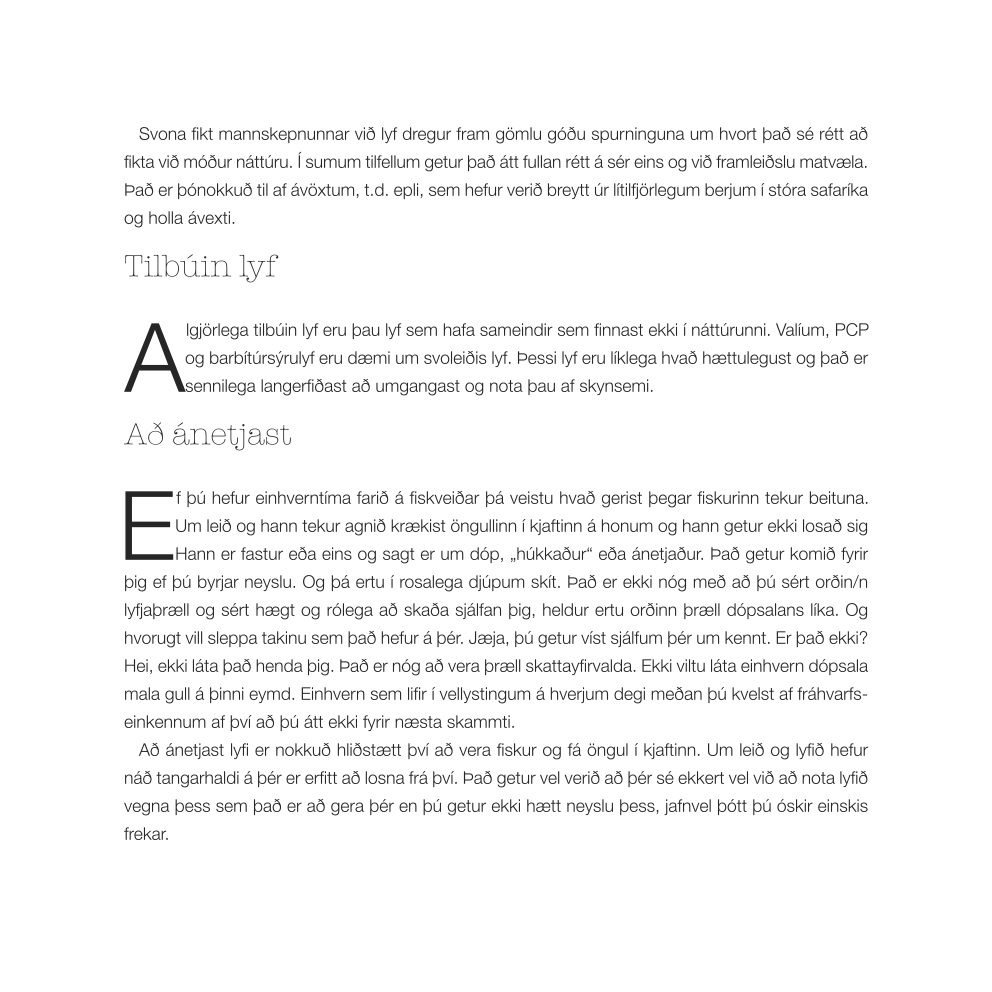 Svona fikt mannskepnunnar við lyf dregur fram gömlu góðu spurninguna um hvort það sé rétt að
fikta við móður náttúru. Í sumum tilfellum getur það átt fullan rétt á sér eins og við framleiðslu matvæla.
Það er þónokkuð til af ávöxtum, t.d. epli, sem hefur verið breytt úr lítilfjörlegum berjum í stóra safaríka
og holla ávexti.
Tilbúin lyf
Algjörlega tilbúin lyf eru þau lyf sem hafa sameindir sem finnast ekki í náttúrunni. Valíum, PCP
og barbítúrsýrulyf eru dæmi um svoleiðis lyf. Þessi lyf eru líklega hvað hættulegust og það er
sennilega langerfiðast að umgangast og nota þau af skynsemi.
Að ánetjast
Ef þú hefur einhverntíma farið á fiskveiðar þá veistu hvað gerist þegar fiskurinn tekur beituna.
Um leið og hann tekur agnið krækist öngullinn í kjaftinn á honum og hann getur ekki losað sig
Hann er fastur eða eins og sagt er um dóp, „húkkaður“ eða ánetjaður. Það getur komið fyrir
þig ef þú byrjar neyslu. Og þá ertu í rosalega djúpum skít. Það er ekki nóg með að þú sért orðin/n
lyfjaþræll og sért hægt og rólega að skaða sjálfan þig, heldur ertu orðinn þræll dópsalans líka. Og
hvorugt vill sleppa takinu sem það hefur á þér. Jæja, þú getur víst sjálfum þér um kennt. Er það ekki?
Hei, ekki láta það henda þig. Það er nóg að vera þræll skattayfirvalda. Ekki viltu láta einhvern dópsala
mala gull á þinni eymd. Einhvern sem lifir í vellystingum á hverjum degi meðan þú kvelst af fráhvarfs-
einkennum af því að þú átt ekki fyrir næsta skammti.
Að ánetjast lyfi er nokkuð hliðstætt því að vera fiskur og fá öngul í kjaftinn. Um leið og lyfið hefur
náð tangarhaldi á þér er erfitt að losna frá því. Það getur vel verið að þér sé ekkert vel við að nota lyfið
vegna þess sem það er að gera þér en þú getur ekki hætt neyslu þess, jafnvel þótt þú óskir einskis
frekar.